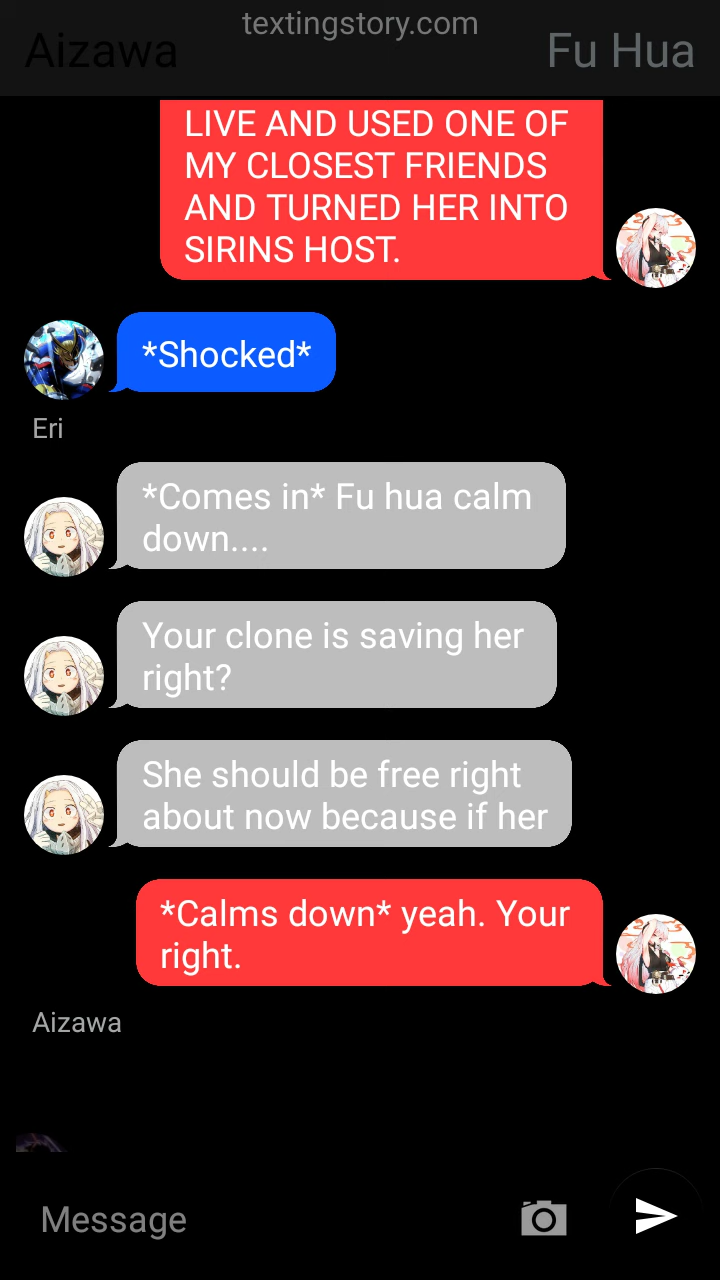 textingstory.com
Aizawa
Fu Hua
LIVE AND USED ONE OF
MY CLOSEST FRIENDS
AND TURNED HER INTO
SIRINS HOST.
*Shocked*
Eri
*Comes in* Fu hua calm
down....
Your clone is saving her
right?
She should be free right
about now because if her
*Calms down* yeah. Your
right.
Aizawa
Message